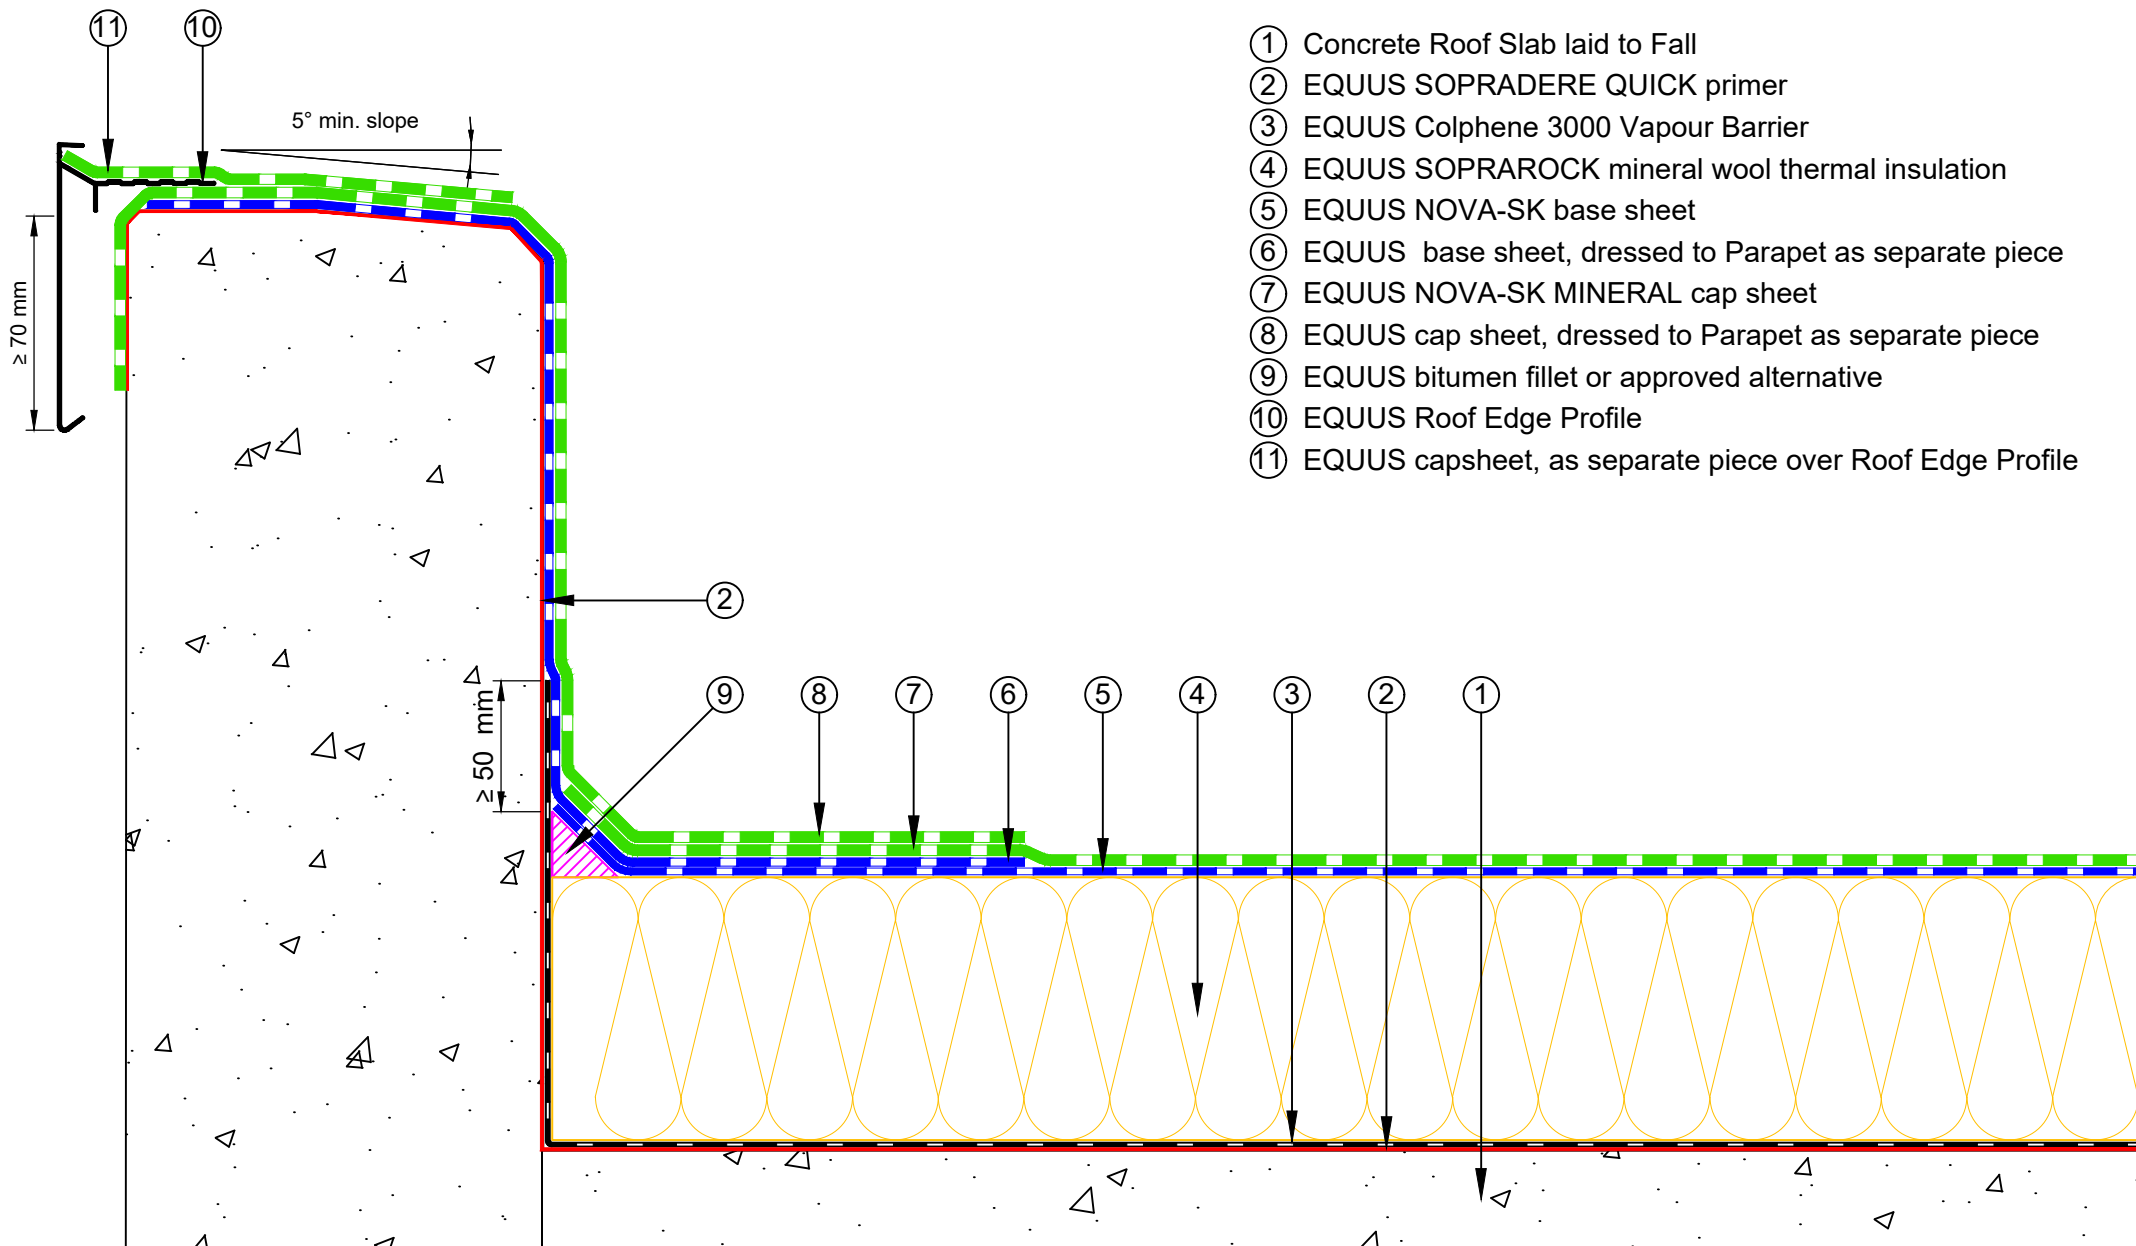 11 10
5° min. slope
≥ 70 mm
1 Concrete Roof Slab laid to Fall
2 EQUUS SOPRADERE QUICK primer
3 EQUUS Colphene 3000 Vapour Barrier
4 EQUUS SOPRAROCK mineral wool thermal insulation
5 EQUUS NOVA-SK base sheet
6 EQUUS  base sheet, dressed to Parapet as separate piece
7 EQUUS NOVA-SK MINERAL cap sheet
8 EQUUS cap sheet, dressed to Parapet as separate piece
9 EQUUS bitumen fillet or approved alternative
10 EQUUS Roof Edge Profile
11 EQUUS capsheet, as separate piece over Roof Edge Profile
2
≥ 50 mm
9 8 7 6 5 4 3 2 1